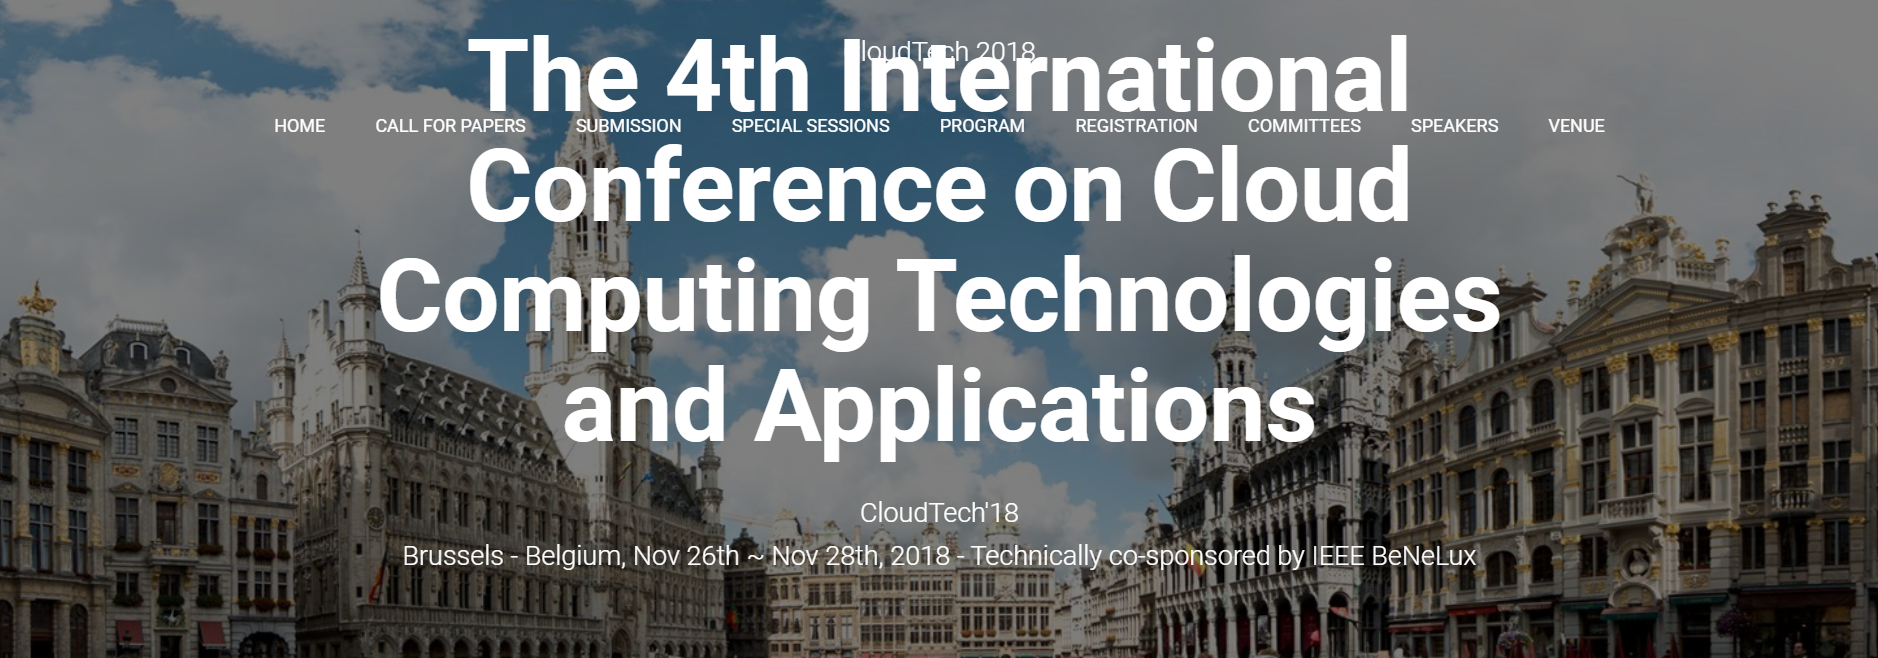 CloudTech 2018
The 4th International
HOME CALL FOR PAPERS SUBMISSION SPECIAL SESSIONS PROGRAM REGISTRATION COMMITTEES SPEAKERS VENUE
Conference on Cloud
Computing Technologies
and Applications
CloudTech'18
Brussels - Belgium, Nov 26th ~ Nov 28th, 2018 - Technically co-sponsored by IEEE BeNeLux